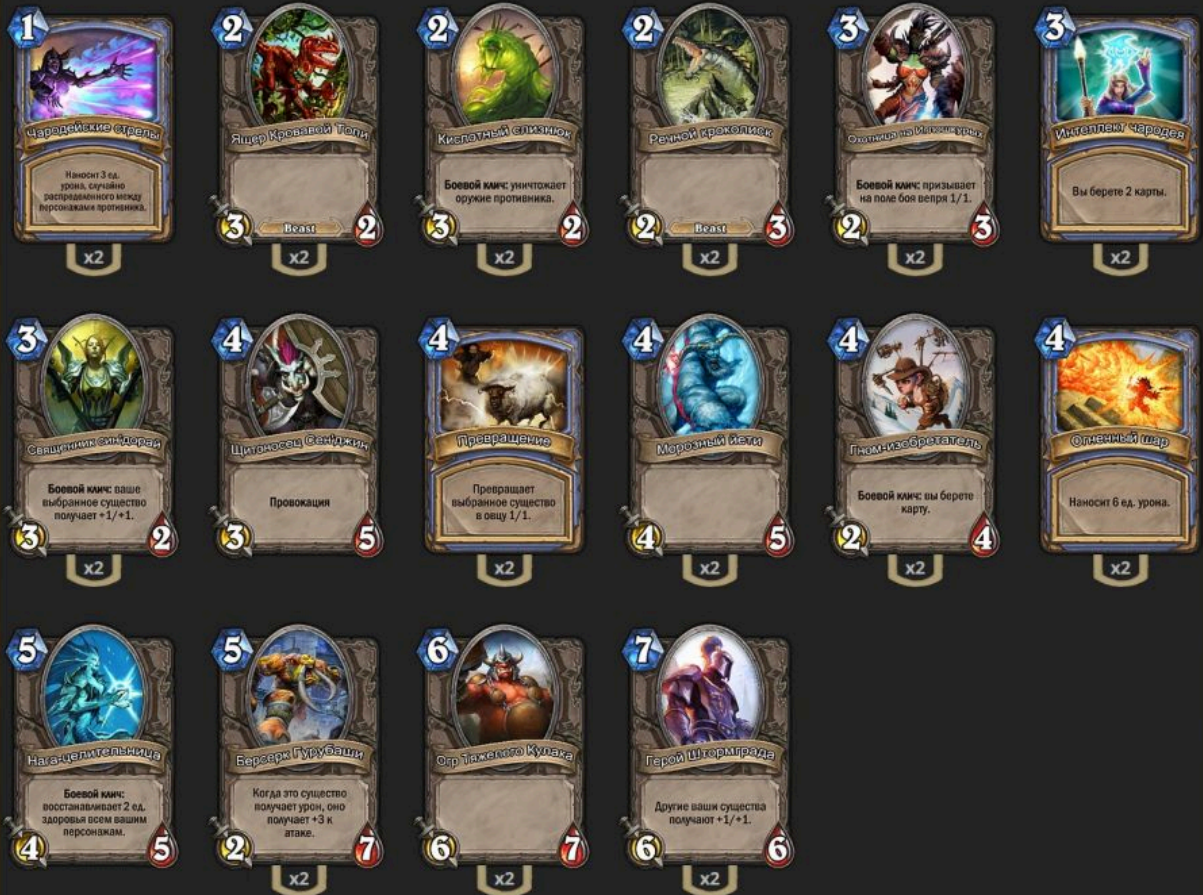 1
Чародейские стрелы
Наносит 3 ед.
урона, случайно
распределенного между
персонажами противника.
x2
2
Ящер Кровавой Топи
3
Beast
2
x2
2
Кислотный слизнюк
Боевой клич: уничтожает
оружие противника.
3
2
x2
2
Речной кроколиск
2
Beast
3
x2
3
Охотница на Иглошкурых
Боевой клич: призывает
на поле боя вепря 1/1.
2
3
x2
3
Интеллект чародея
Вы берете 2 карты.
x2
3
Священник син'дорай
Боевой клич: ваше
выбранное существо
получает +1/+1.
3
2
x2
4
Щитоносец Сен'джин
Провокация
3
5
4
Превращение
Превращает
выбранное существо
в овцу 1/1.
x2
4
Морозный йети
4
5
x2
4
Гном-изобретатель
Боевой клич: вы берете
карту.
2
4
x2
4
Огненный шар
Наносит 6 ед. урона.
x2
5
Нага-целительница
Боевой клич:
восстанавливает 2 ед.
здоровья всем вашим
персонажам.
4
5
5
Берсерк Гурубаши
Когда это существо
получает урон, оно
получает +3 к
атаке.
2
7
x2
6
Огр Тяжелого Кулака
6
7
x2
7
Герой Штормграда
Другие ваши существа
получают +1/+1.
6
6
x2